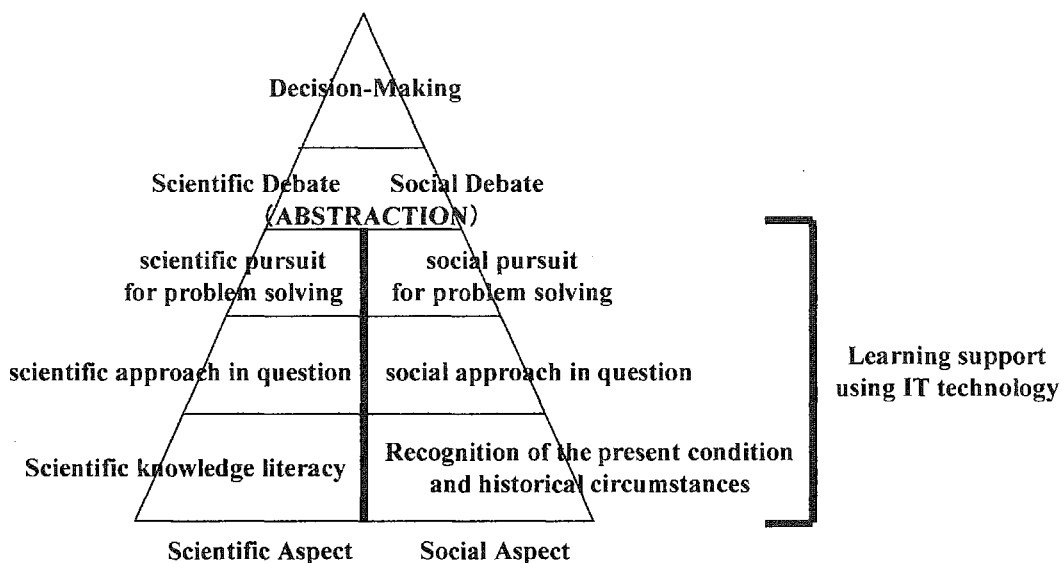 Decision-Making
Scientific Debate Social Debate
(ABSTRACTION)
scientific pursuit
for problem solving
social pursuit
for problem solving
scientific approach in question
social approach in question
Scientific knowledge literacy
Recognition of the present condition
and historical circumstances
Scientific Aspect
Social Aspect
Learning support
using IT technology